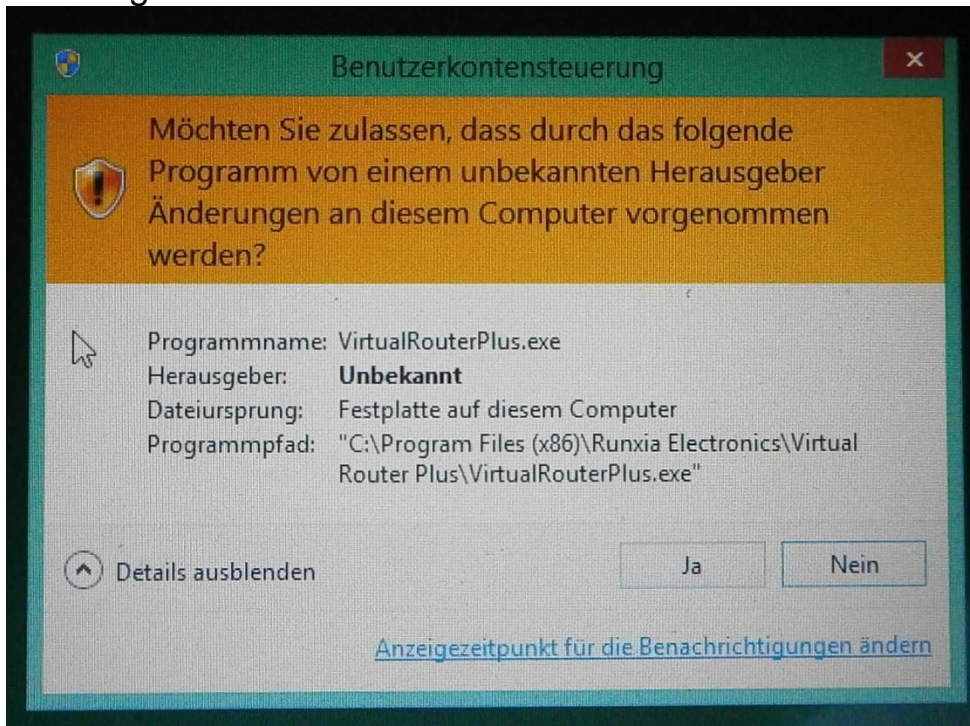 Benutzerkontensteuerung
Möchten Sie zulassen, dass durch das folgende
Programm von einem unbekannten Herausgeber
Änderungen an diesem Computer vorgenommen
werden?
Programmname: VirtualRouterPlus.exe
Herausgeber: Unbekannt
Dateiursprung: Festplatte auf diesem Computer
Programmpfad: "C:\Program Files (x86)\Runxia Electronics\Virtual
Router Plus\VirtualRouterPlus.exe"
Details ausblenden
Ja
Nein
Anzeigezeitpunkt für die Benachrichtigungen ändern